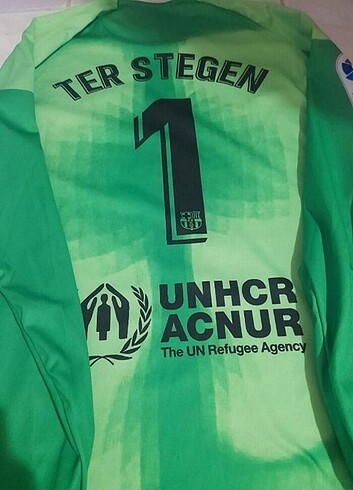 TER STEGEN
1
UNHCR
ACNUR
The UN Refugee Agency